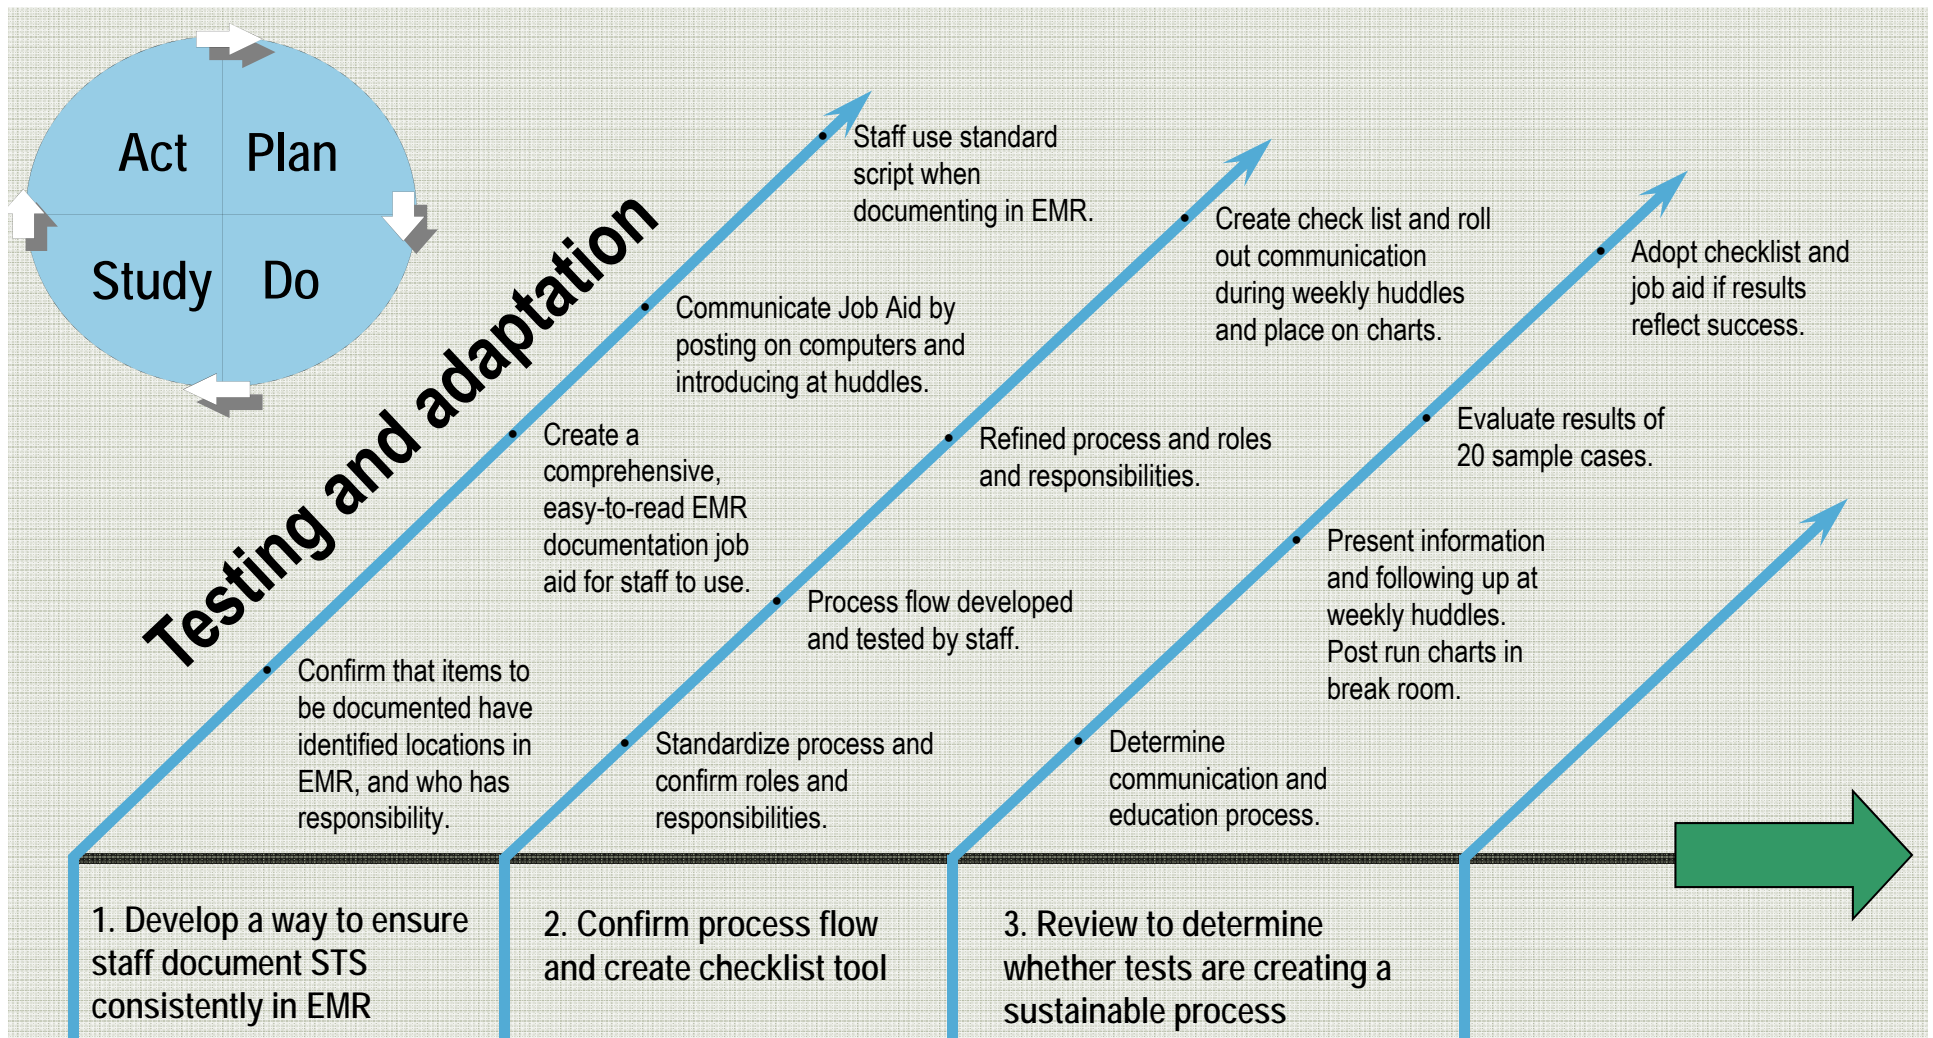 Act
Plan
Study
Do
Testing and adaptation
• Staff use standard
script when
documenting in EMR.
• Communicate Job Aid by
posting on computers and
introducing at huddles.
• Create a
comprehensive,
easy-to-read EMR
documentation job
aid for staff to use.
• Confirm that items to
be documented have
identified locations in
EMR, and who has
responsibility.
• Create check list and roll
out communication
during weekly huddles
and place on charts.
• Refined process and roles
and responsibilities.
• Process flow developed
and tested by staff.
• Standardize process and
confirm roles and
responsibilities.
• Adopt checklist and
job aid if results
reflect success.
• Evaluate results of
20 sample cases.
• Present information
and following up at
weekly huddles.
Post run charts in
break room.
• Determine
communication and
education process.
1. Develop a way to ensure
staff document STS
consistently in EMR
2. Confirm process flow
and create checklist tool
3. Review to determine
whether tests are creating a
sustainable process